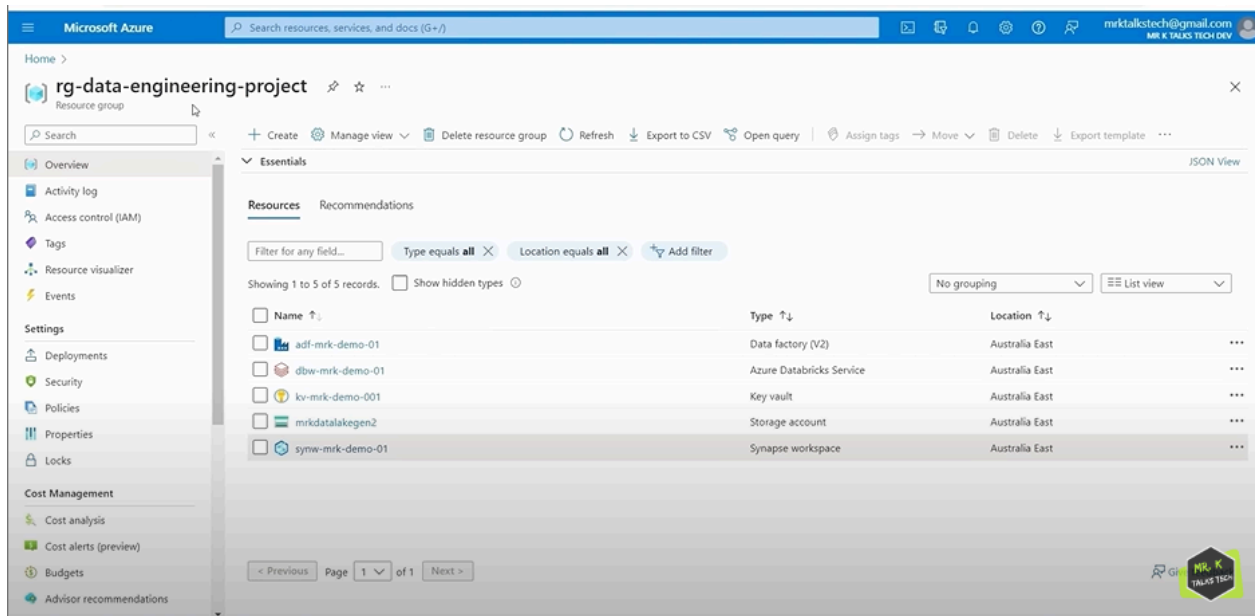 Microsoft Azure
Search resources, services, and docs (G+/)
mrktalkstech@gmail.com
MR K TALKS TECH DEV
Home >
rg-data-engineering-project
Resource group
Search
Create Manage view Delete resource group Refresh Export to CSV Open query Assign tags Move Delete Export template
Overview
Activity log
Access control (IAM)
Tags
Resource visualizer
Events
Settings
Deployments
Security
Policies
Properties
Locks
Cost Management
Cost analysis
Cost alerts (preview)
Budgets
Advisor recommendations
Essentials
JSON View
Resources Recommendations
Filter for any field... Type equals all Location equals all Add filter
Showing 1 to 5 of 5 records. Show hidden types
No grouping List view
Name Type Location
adf-mrk-demo-01 Data factory (V2) Australia East
dbw-mrk-demo-01 Azure Databricks Service Australia East
kv-mrk-demo-001 Key vault Australia East
mrkdatalakegen2 Storage account Australia East
synw-mrk-demo-01 Synapse workspace Australia East
< Previous Page 1 of 1 Next >
MR. K
TALKS TECH